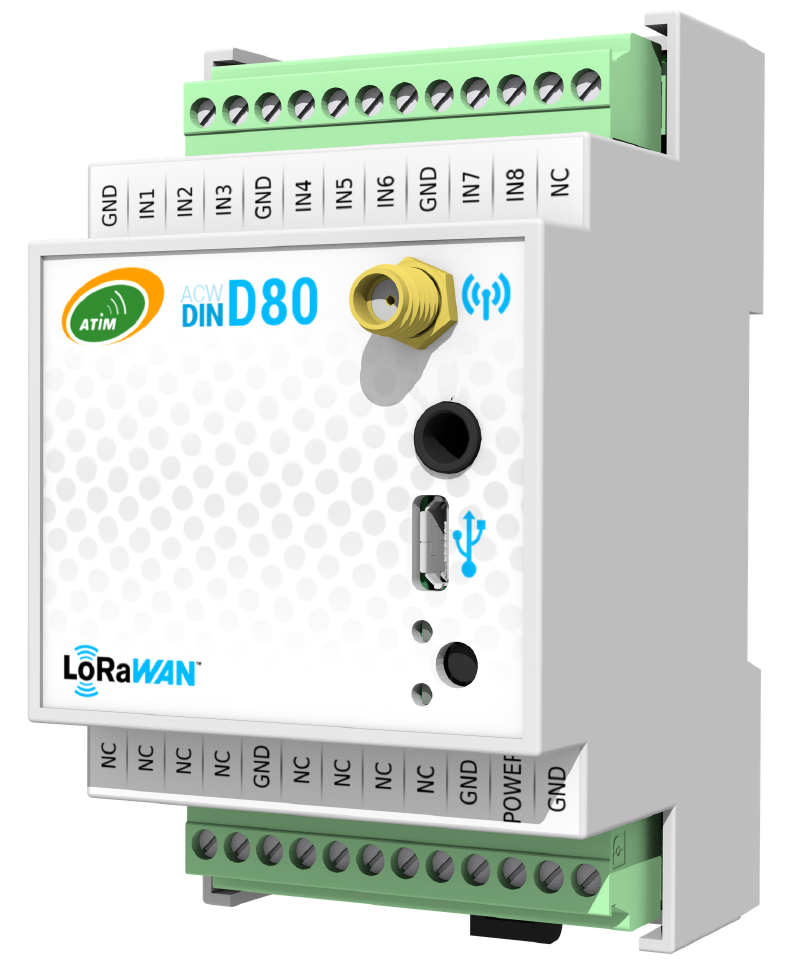 GND IN1 IN2 IN3 GND IN4 IN5 IN6 GND IN7 IN8 NC
ATiM
ACW
DIN D80
LoRaWAN™
NC NC NC NC GND NC NC NC NC GND POWER GND